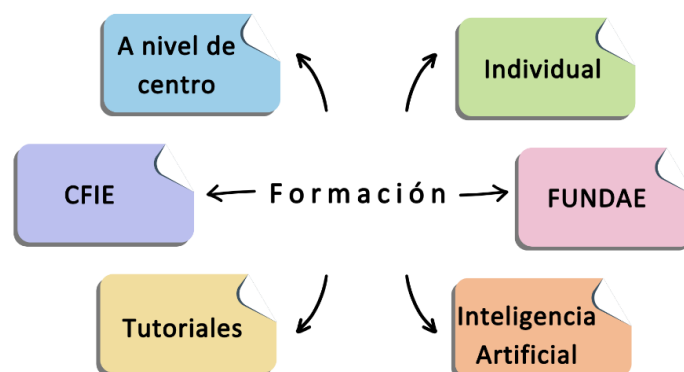 A nivel de
centro
Individual
CFIE
Formación
FUNDAE
Tutoriales
Inteligencia
Artificial